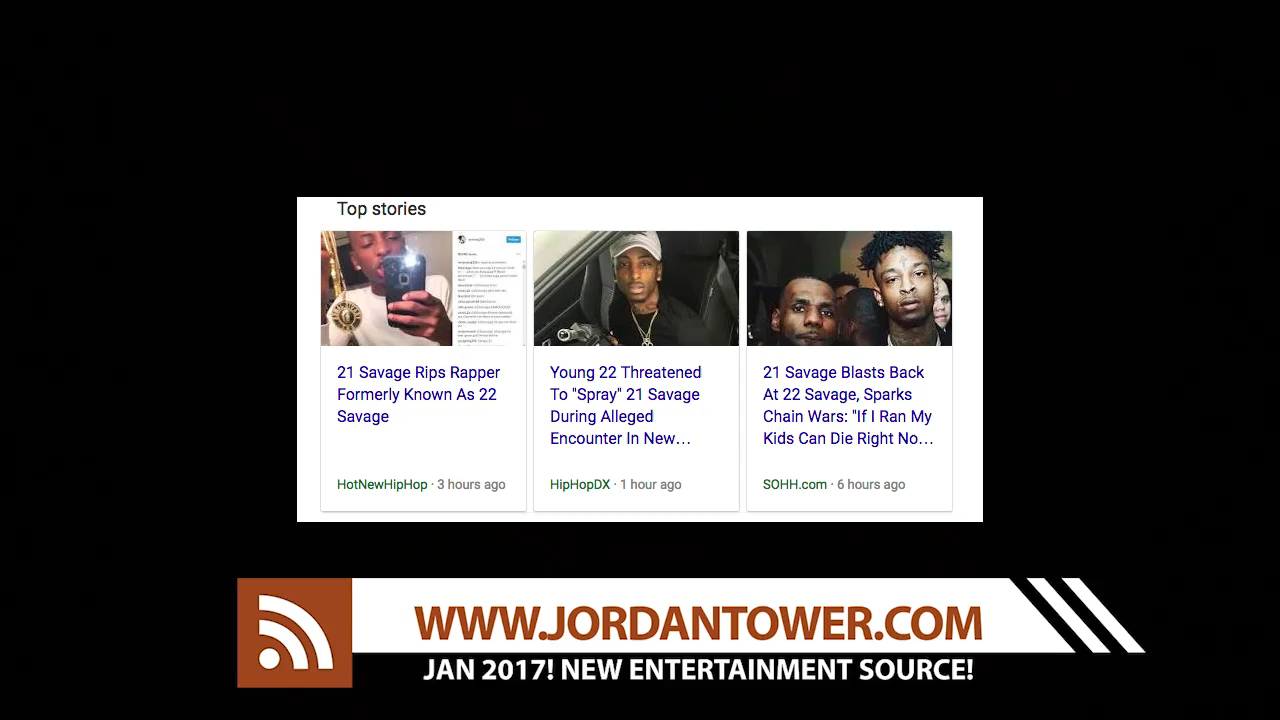 Top stories
21 Savage Rips Rapper
Formerly Known As 22
Savage
HotNewHipHop · 3 hours ago
Young 22 Threatened
To "Spray" 21 Savage
During Alleged
Encounter In New…
HipHopDX · 1 hour ago
21 Savage Blasts Back
At 22 Savage, Sparks
Chain Wars: "If I Ran My
Kids Can Die Right No…
SOHH.com · 6 hours ago
WWW.JORDANTOWER.COM
JAN 2017! NEW ENTERTAINMENT SOURCE!